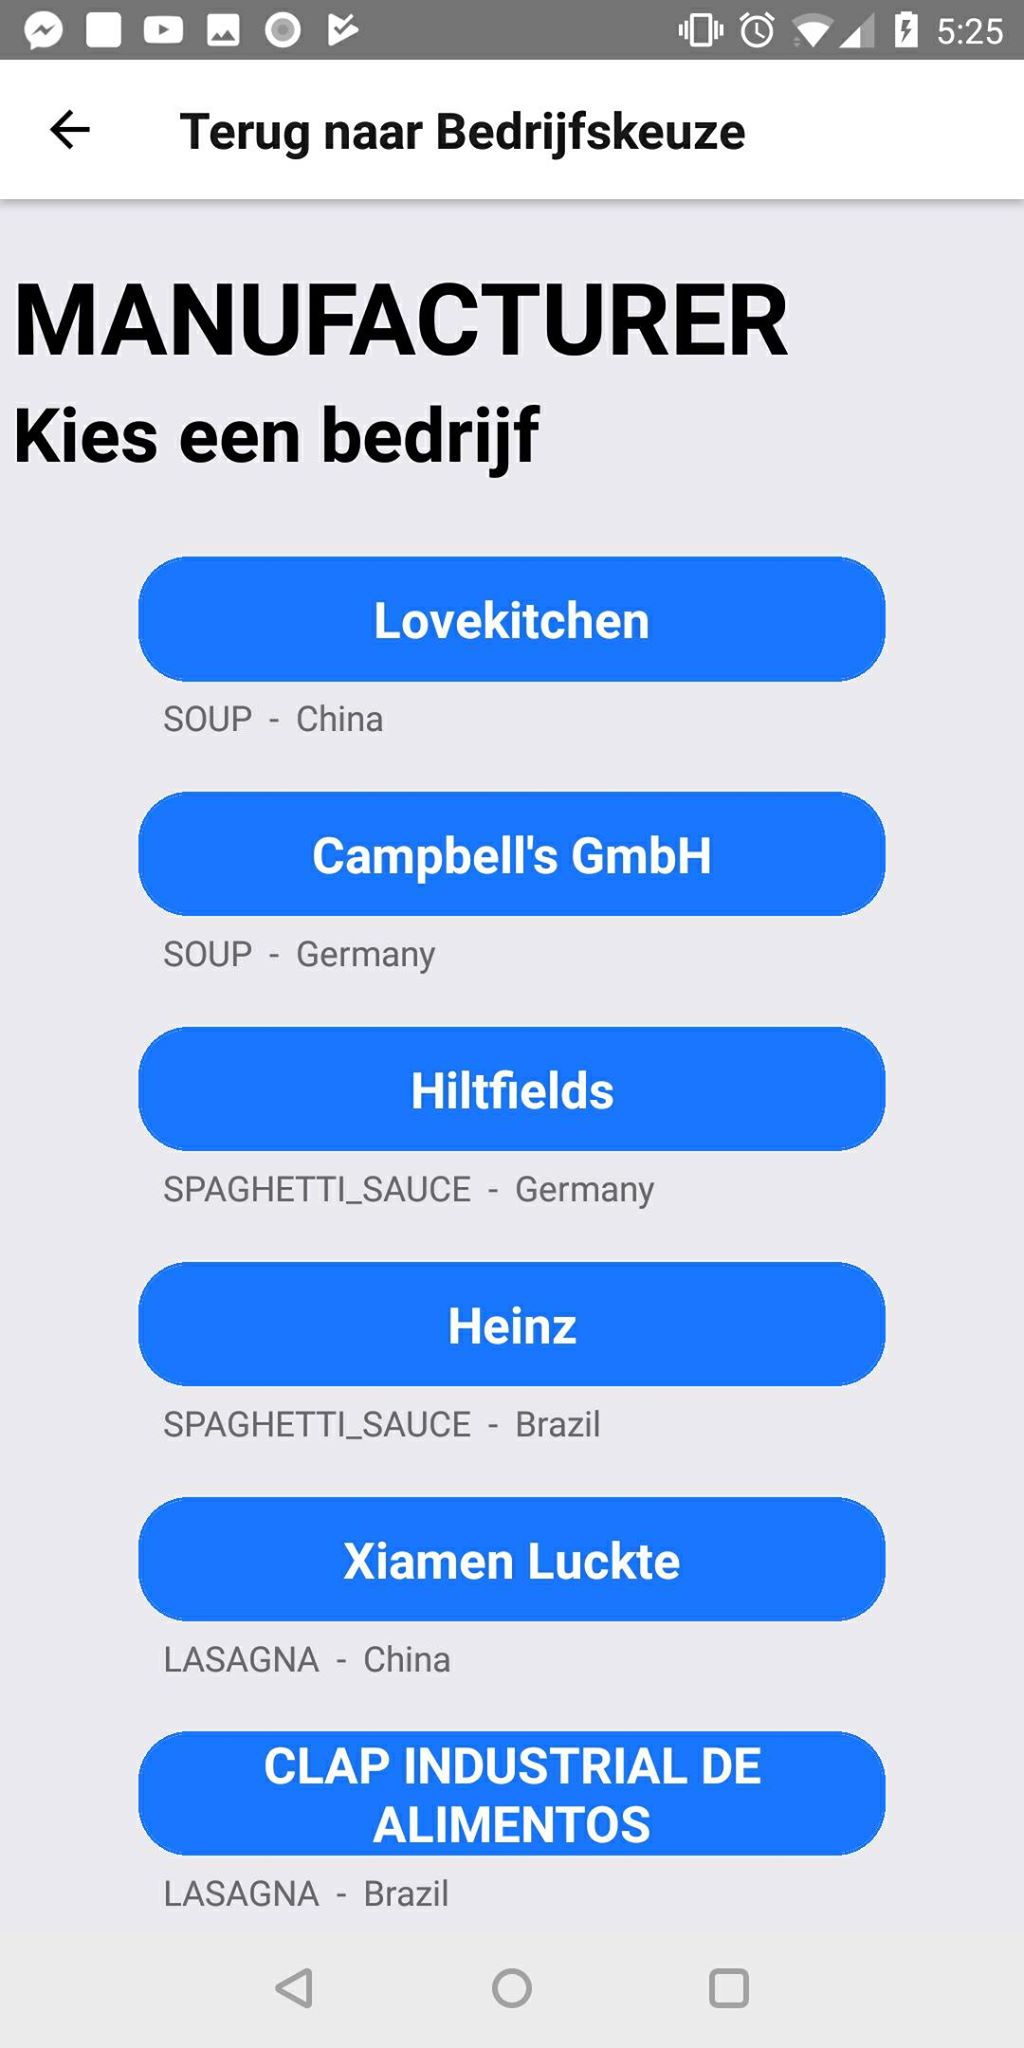 5:25
Terug naar Bedrijfskeuze
MANUFACTURER
Kies een bedrijf
Lovekitchen
SOUP - China
Campbell's GmbH
SOUP - Germany
Hiltfields
SPAGHETTI_SAUCE - Germany
Heinz
SPAGHETTI_SAUCE - Brazil
Xiamen Luckte
LASAGNA - China
CLAP INDUSTRIAL DE
ALIMENTOS
LASAGNA - Brazil